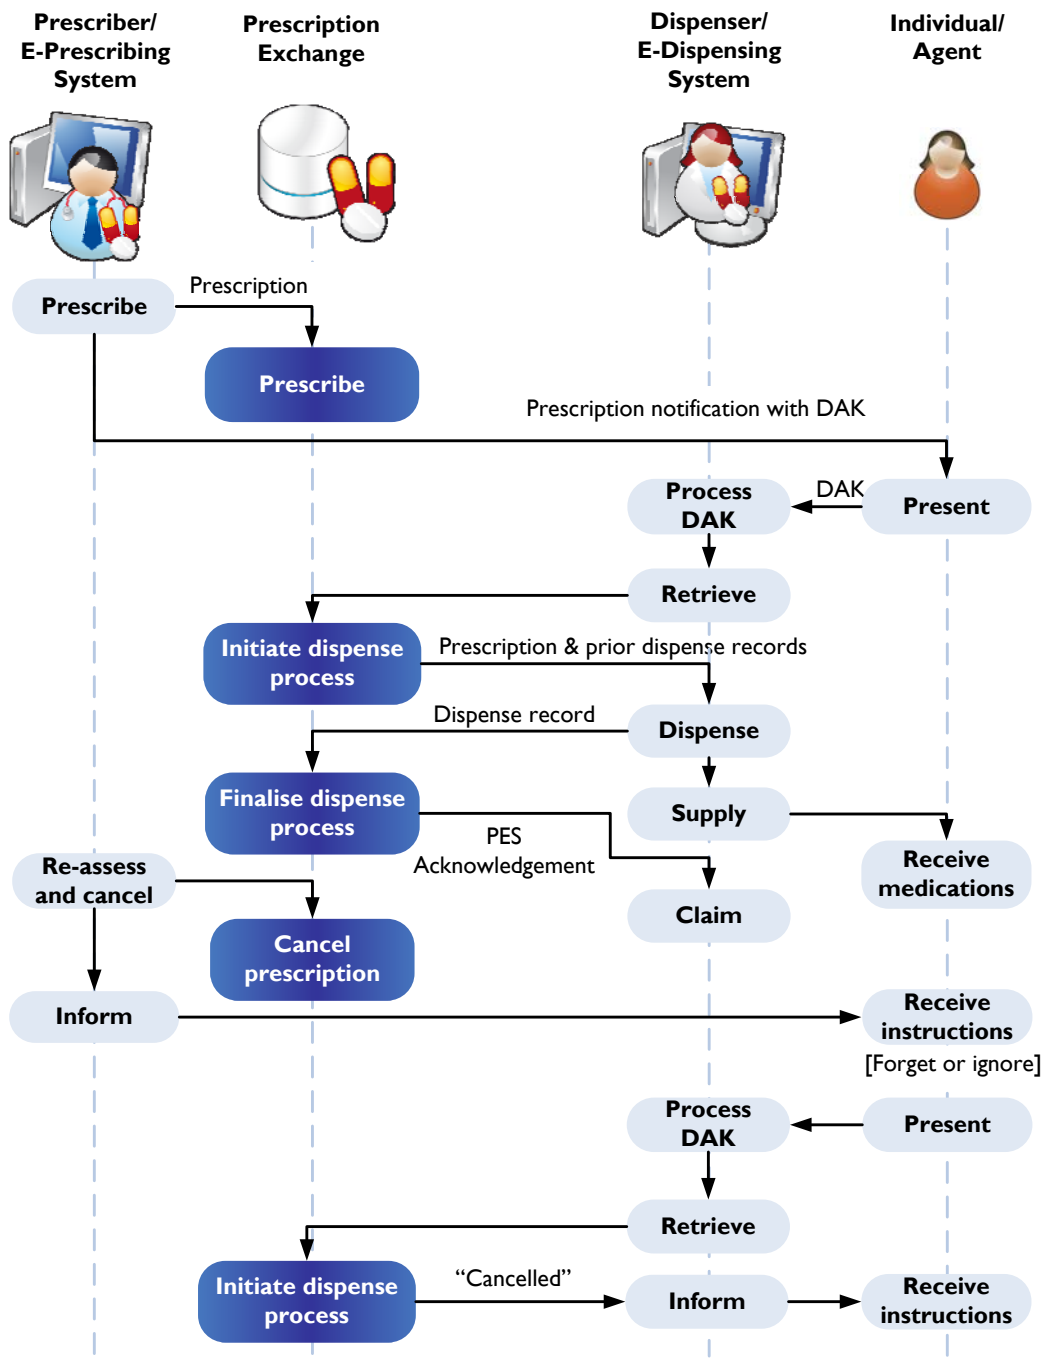 Prescriber/
E-Prescribing
System
Prescription
Exchange
Dispenser/
E-Dispensing
System
Individual/
Agent
Prescribe
Prescription
Prescribe
Prescription notification with DAK
Process
DAK
DAK
Present
Retrieve
Initiate dispense
process
Prescription & prior dispense records
Dispense record
Dispense
Finalise dispense
process
PES
Acknowledgement
Supply
Re-assess
and cancel
Receive
medications
Claim
Cancel
prescription
Inform
Receive
instructions
[Forget or ignore]
Process
DAK
Present
Retrieve
Initiate dispense
process
“Cancelled”
Inform
Receive
instructions